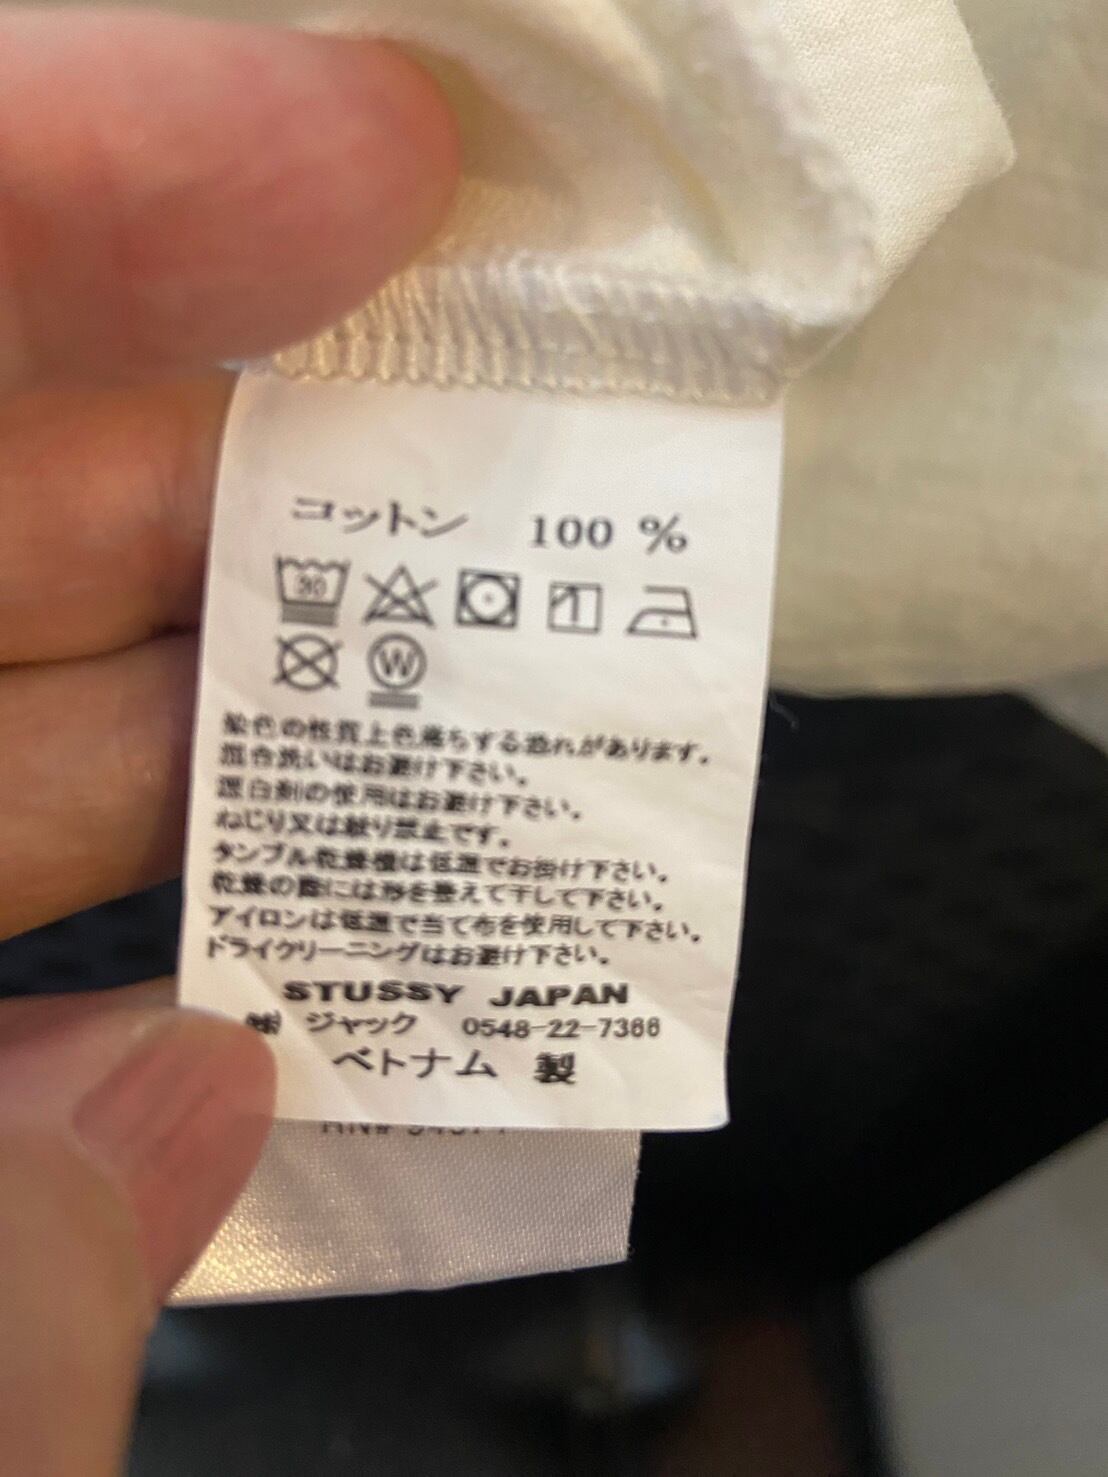 コットン 100 %
30
W
染色の性質上色落ちする恐れがあります。
混合洗いはお避け下さい。
漂白剤の使用はお避け下さい。
ねじり又は絞り禁止です。
タンブル乾燥機は低温でお掛け下さい。
乾燥の際には形を整えて干して下さい。
アイロンは低温で当て布を使用して下さい。
ドライクリーニングはお避け下さい。
STUSSY JAPAN
㈱ ジャック 0548-22-7366
ベトナム 製